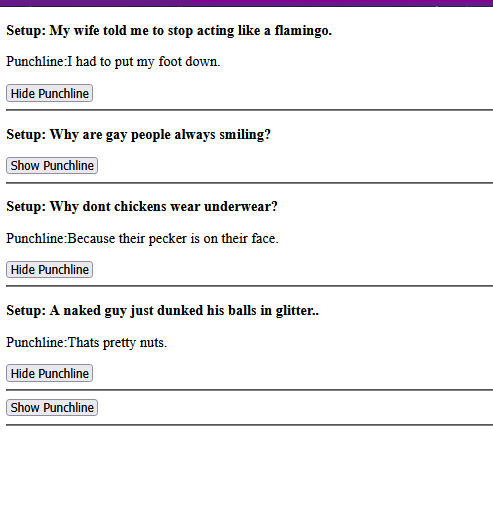 Setup: My wife told me to stop acting like a flamingo.
Punchline:I had to put my foot down.
Hide Punchline
Setup: Why are gay people always smiling?
Show Punchline
Setup: Why dont chickens wear underwear?
Punchline:Because their pecker is on their face.
Hide Punchline
Setup: A naked guy just dunked his balls in glitter..
Punchline:Thats pretty nuts.
Hide Punchline
Show Punchline